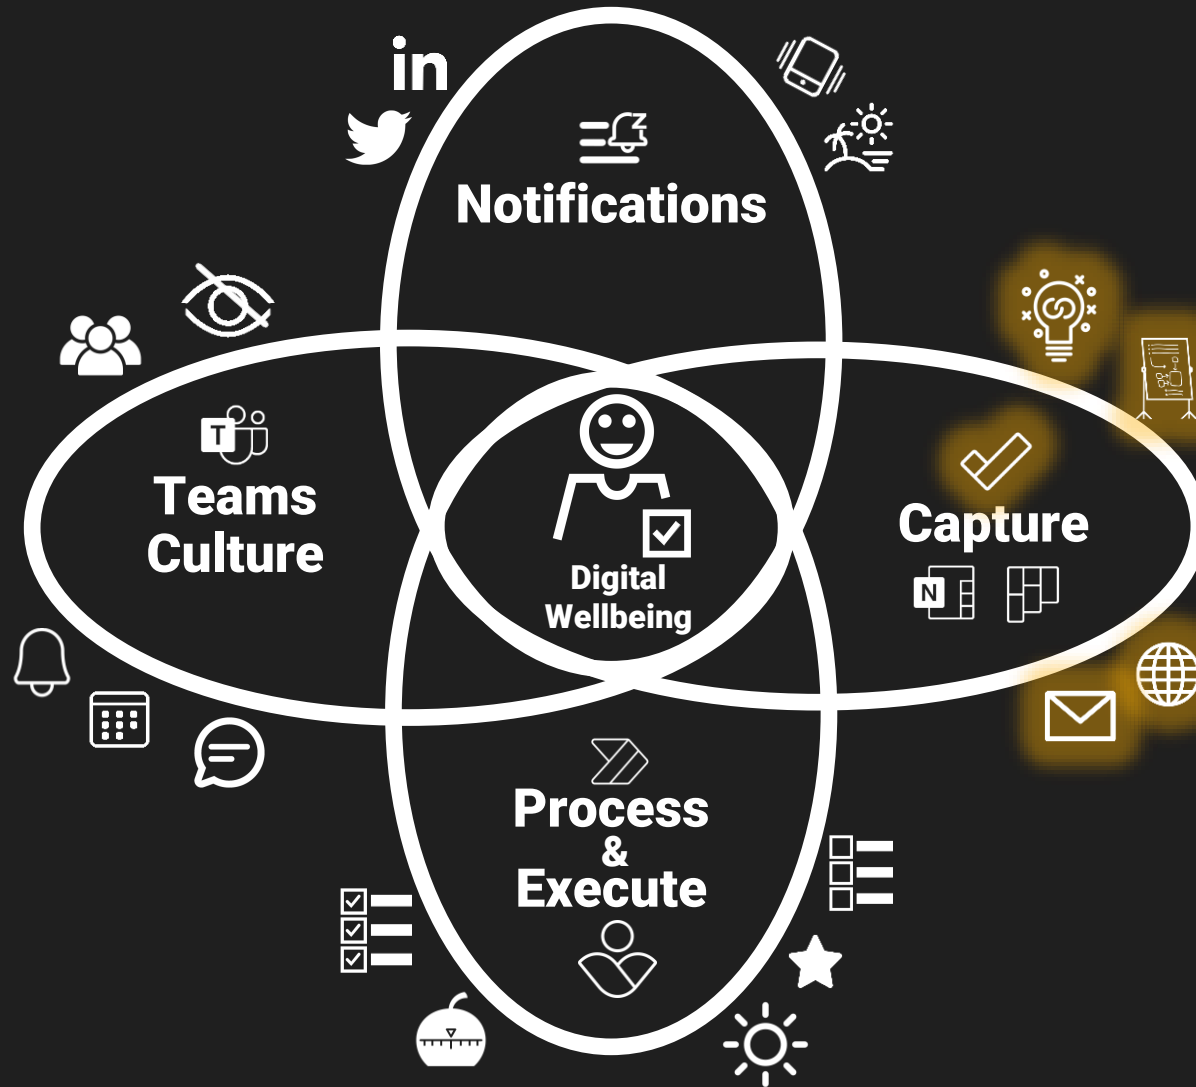 in
Z
Notifications
T
Teams
Culture
Digital
Wellbeing
Capture
N
Process
&
Execute